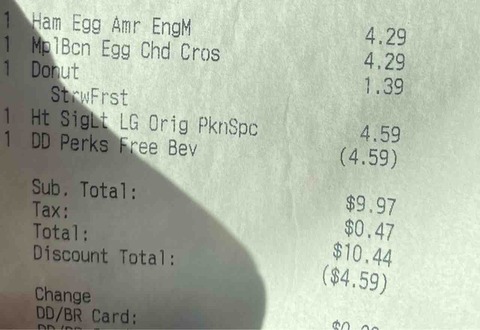 1 Ham Egg Amr EngM 4.29
1 MplBcn Egg Chd Cros 4.29
1 Donut 1.39
StrwFrst
1 Ht SigLt LG Orig PknSpc 4.59
1 DD Perks Free Bev (4.59)
Sub. Total: $9.97
Tax: $0.47
Total: $10.44
Discount Total: ($4.59)
Change
DD/BR Card: